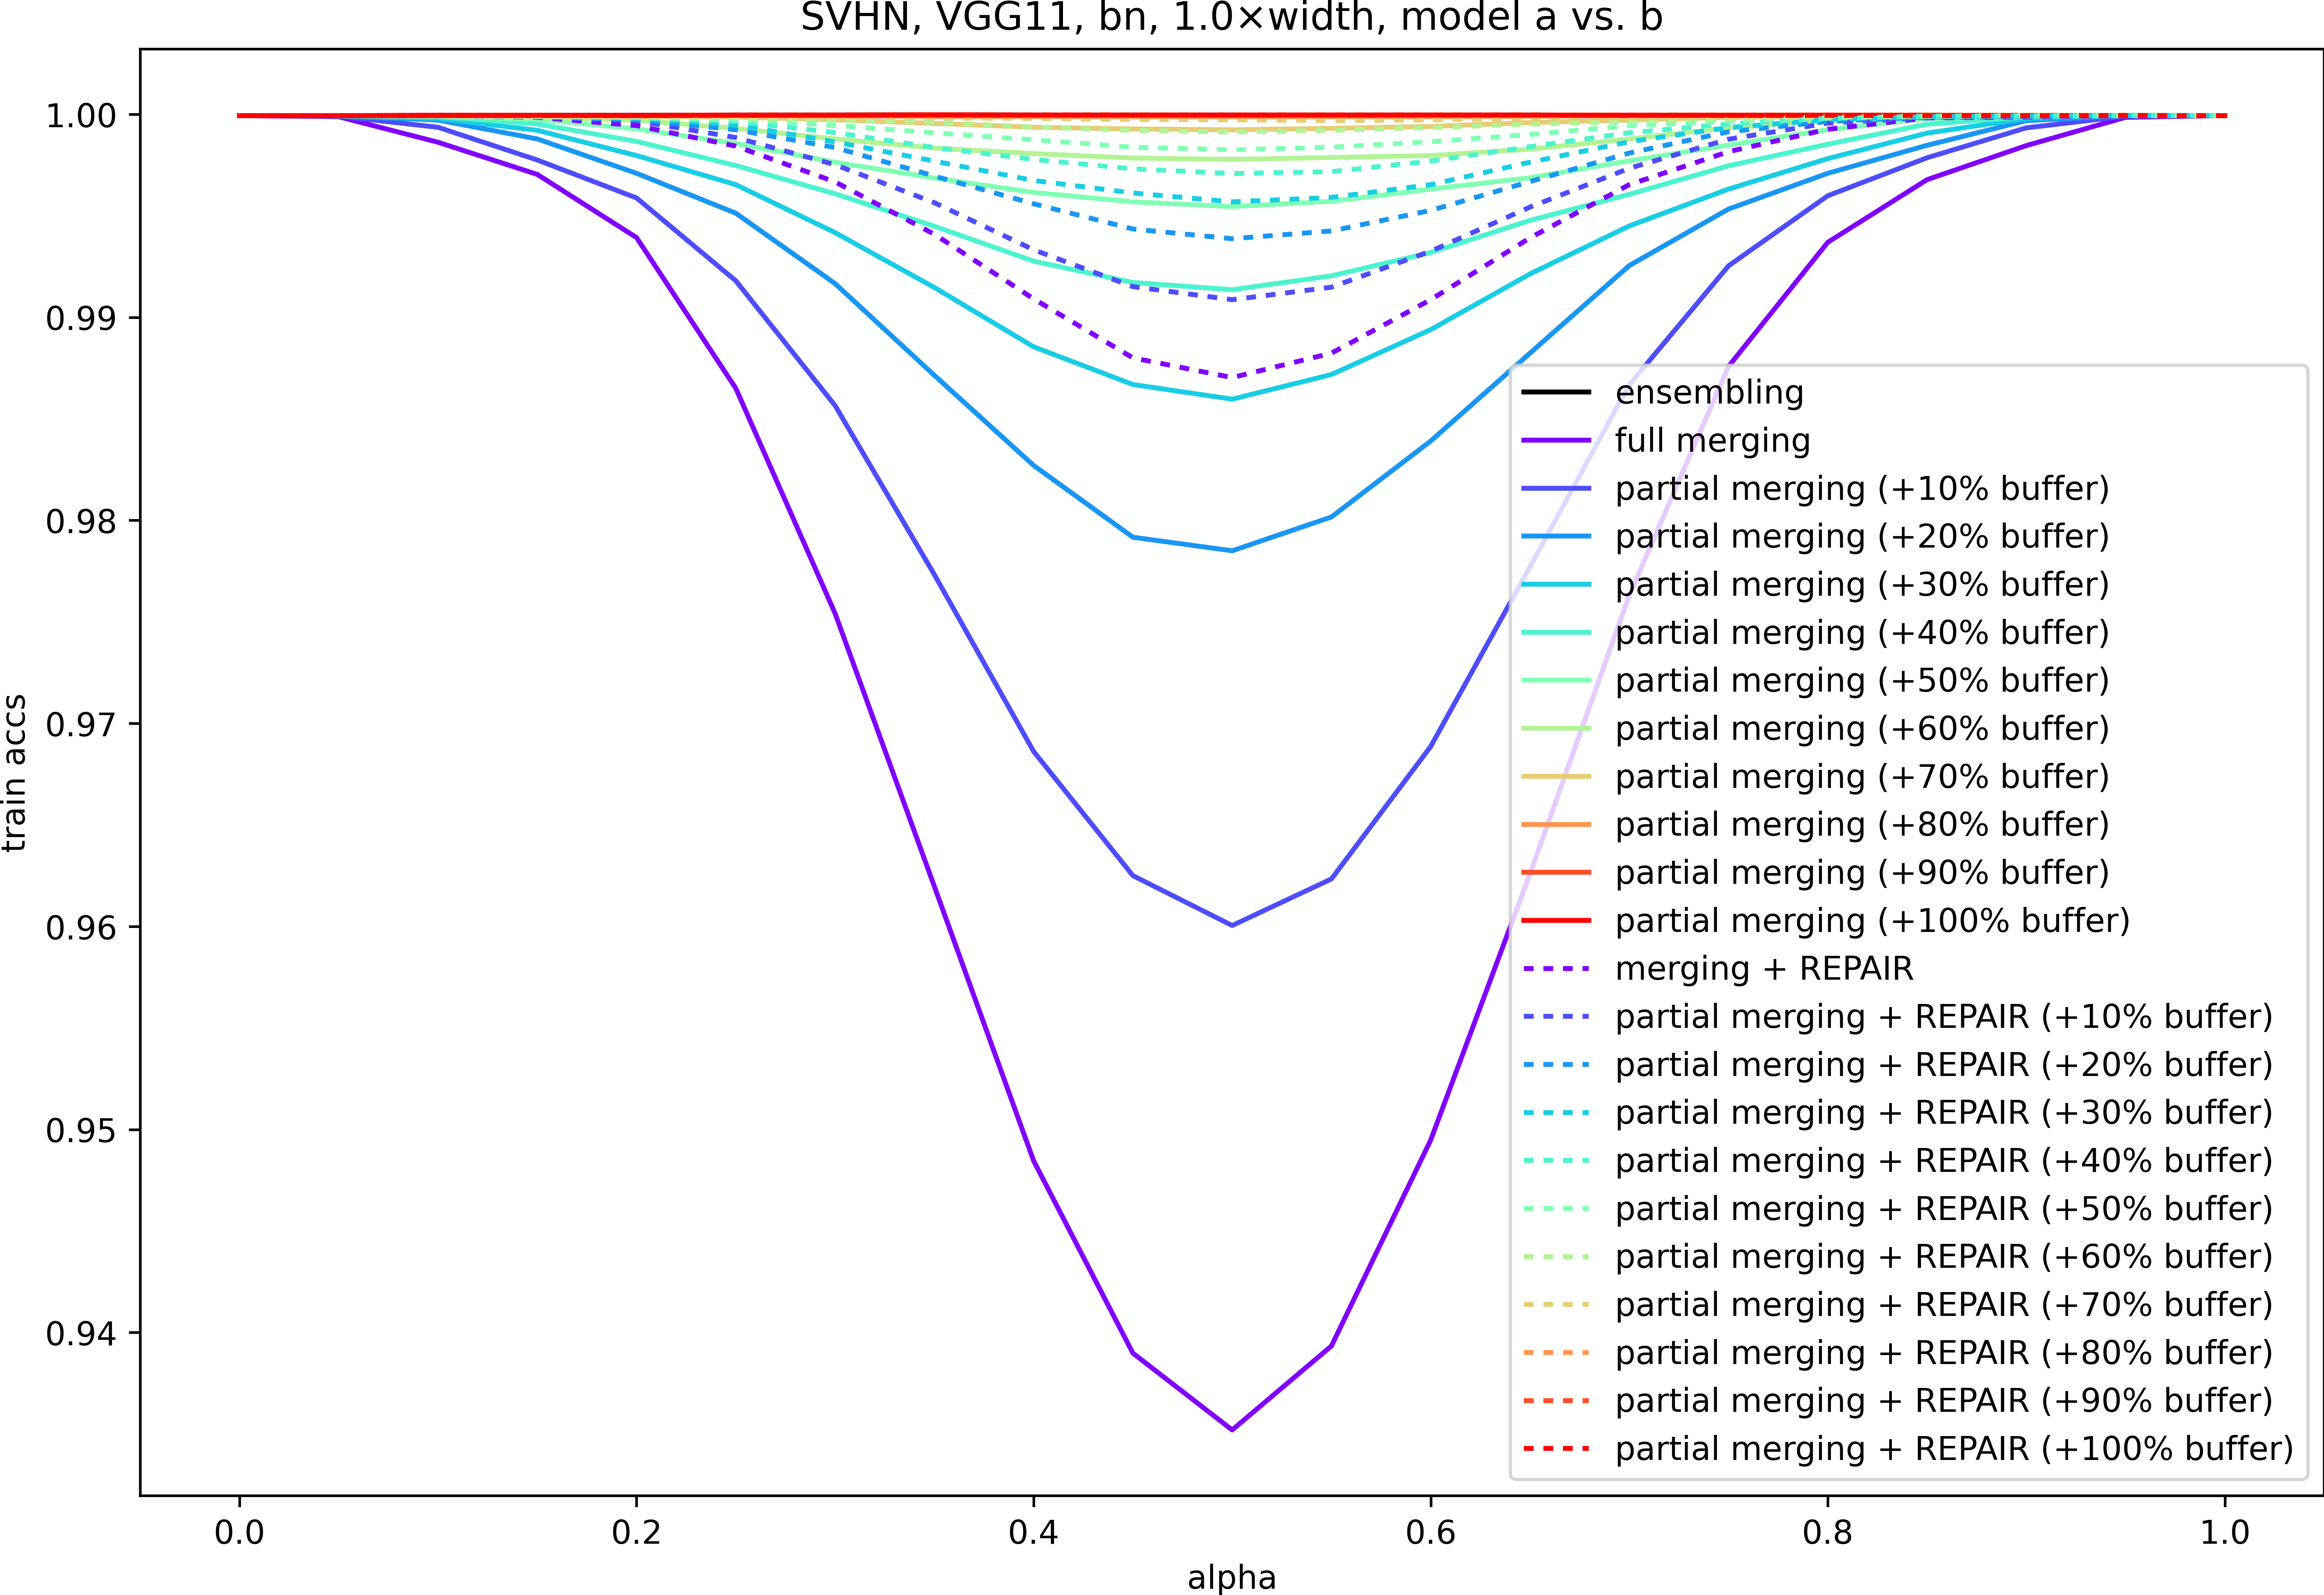 SVHN, VGG11, bn, 1.0×width, model a vs. b
train accs
1.00
0.99
0.98
0.97
0.96
0.95
0.94
ensembling
full merging
partial merging (+10% buffer)
partial merging (+20% buffer)
partial merging (+30% buffer)
partial merging (+40% buffer)
partial merging (+50% buffer)
partial merging (+60% buffer)
partial merging (+70% buffer)
partial merging (+80% buffer)
partial merging (+90% buffer)
partial merging (+100% buffer)
merging + REPAIR
partial merging + REPAIR (+10% buffer)
partial merging + REPAIR (+20% buffer)
partial merging + REPAIR (+30% buffer)
partial merging + REPAIR (+40% buffer)
partial merging + REPAIR (+50% buffer)
partial merging + REPAIR (+60% buffer)
partial merging + REPAIR (+70% buffer)
partial merging + REPAIR (+80% buffer)
partial merging + REPAIR (+90% buffer)
partial merging + REPAIR (+100% buffer)
0.0 0.2 0.4 0.6 0.8 1.0
alpha